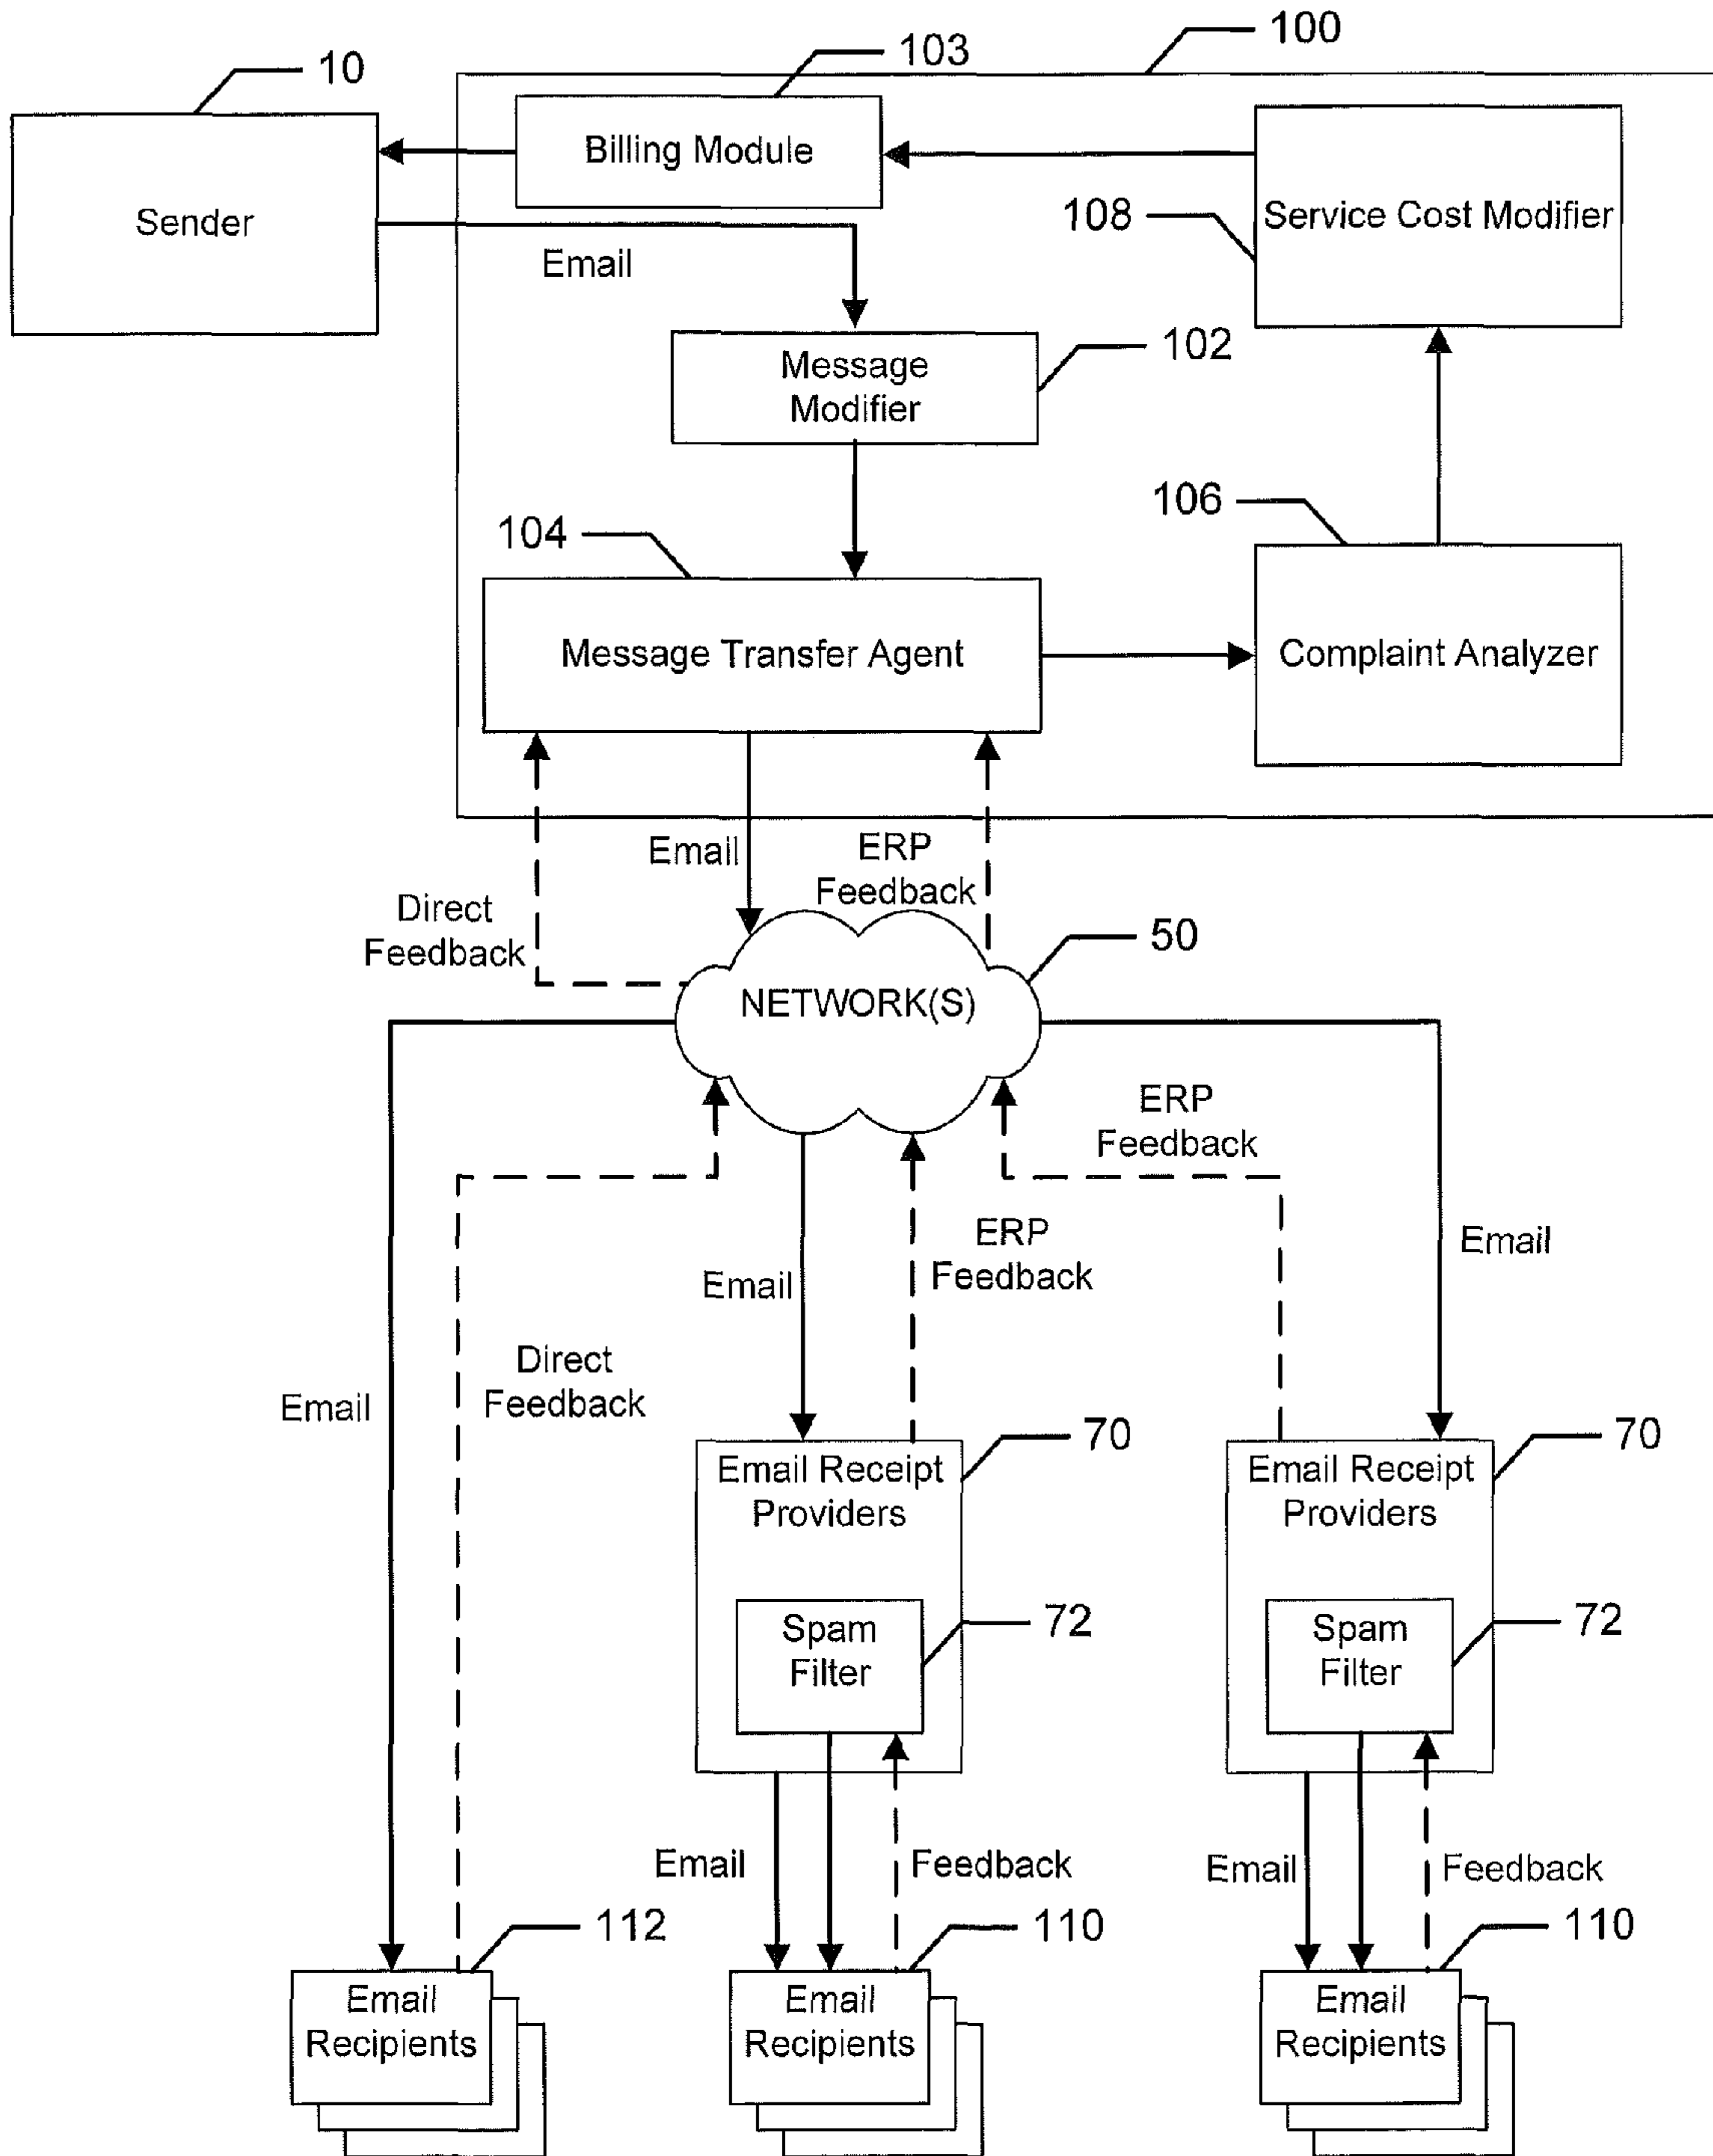 100
103
10
Billing Module
Sender
108
Service Cost Modifier
Email
Message
Modifier
102
106
104
Message Transfer Agent
Complaint Analyzer
Email
ERP
Feedback
Direct
Feedback
50
NETWORK(S)
ERP
Feedback
ERP
Feedback
Email
Email
Direct
Feedback
Email
70
70
Email Receipt
Providers
Email Receipt
Providers
Spam
Filter
72
Spam
Filter
72
Email
Feedback
Email
Feedback
112
110
110
Email
Recipients
Email
Recipients
Email
Recipients